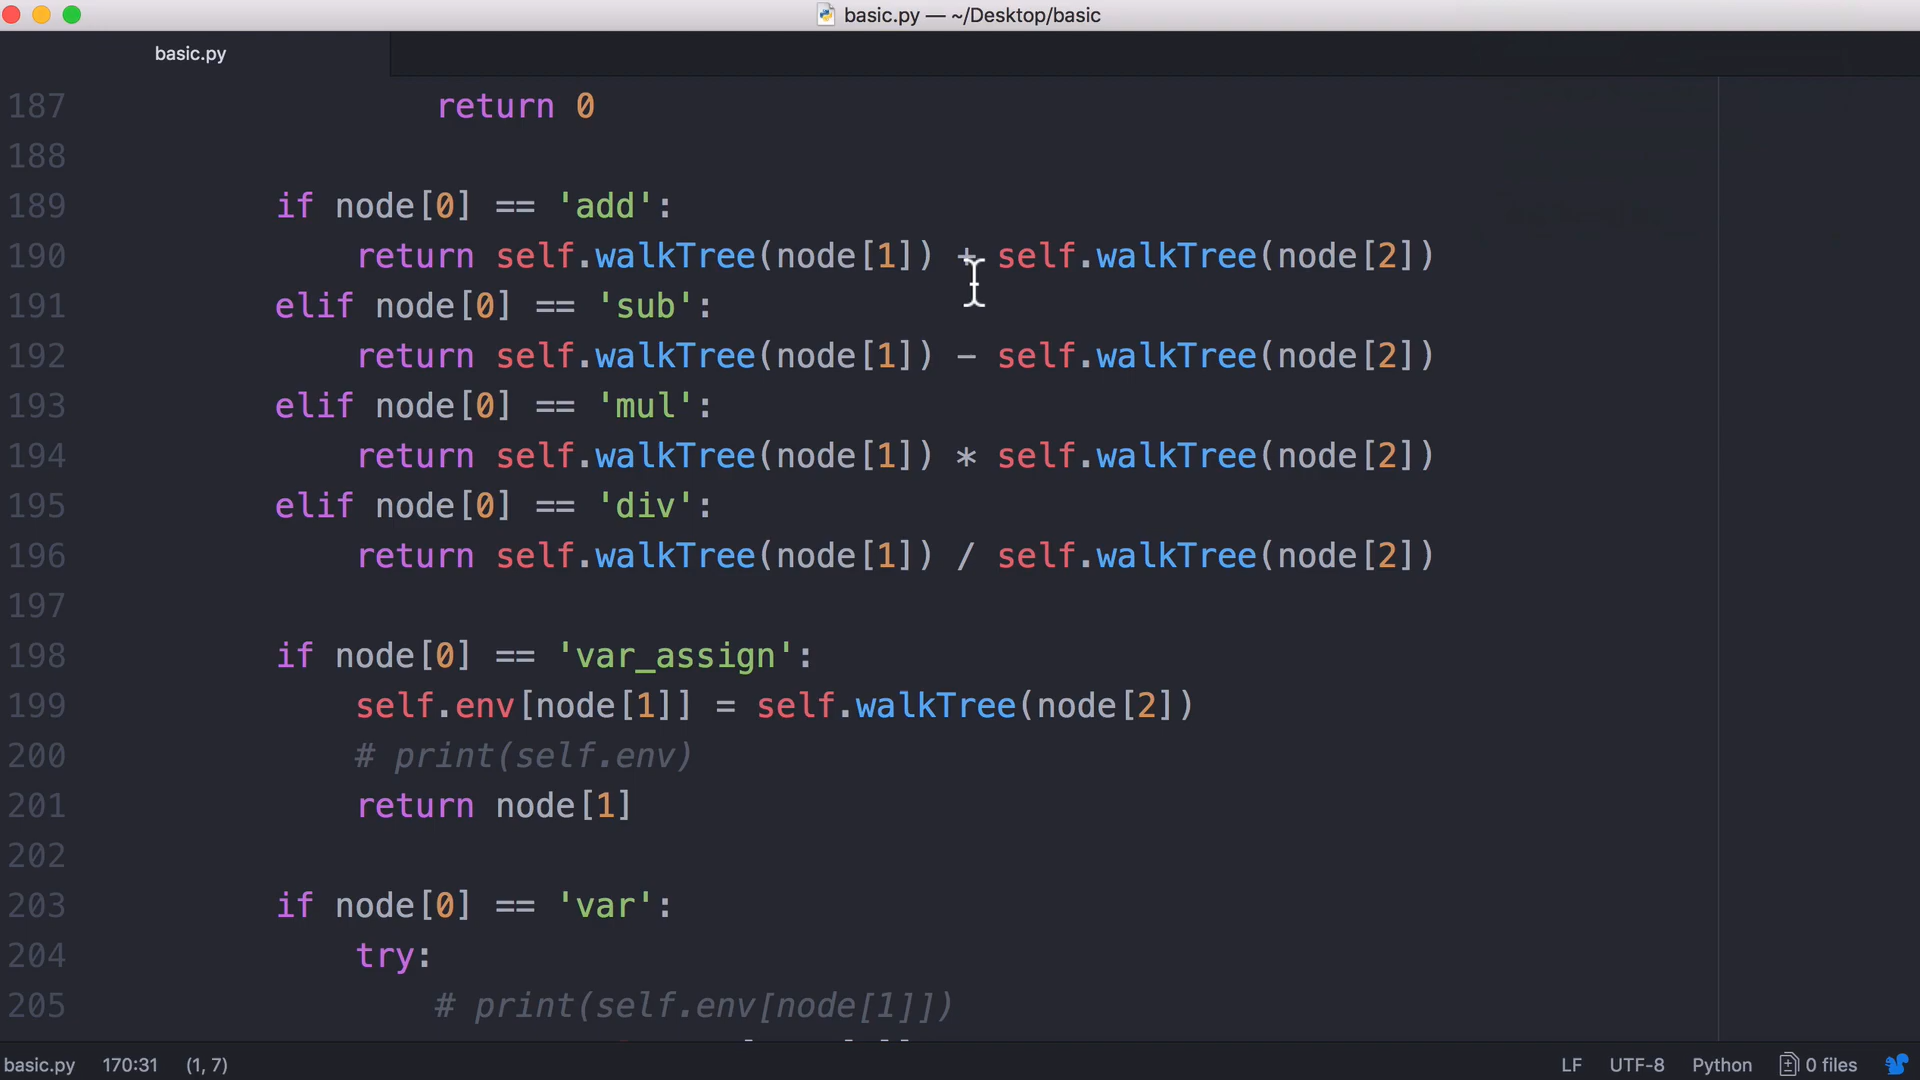 basic.py — ~/Desktop/basic
basic.py
187 return 0
188
189 if node[0] == 'add':
190 return self.walkTree(node[1]) + self.walkTree(node[2])
191 elif node[0] == 'sub':
192 return self.walkTree(node[1]) - self.walkTree(node[2])
193 elif node[0] == 'mul':
194 return self.walkTree(node[1]) * self.walkTree(node[2])
195 elif node[0] == 'div':
196 return self.walkTree(node[1]) / self.walkTree(node[2])
197
198 if node[0] == 'var_assign':
199 self.env[node[1]] = self.walkTree(node[2])
200 # print(self.env)
201 return node[1]
202
203 if node[0] == 'var':
204 try:
205 # print(self.env[node[1]])
basic.py 170:31 (1, 7) LF UTF-8 Python 0 files